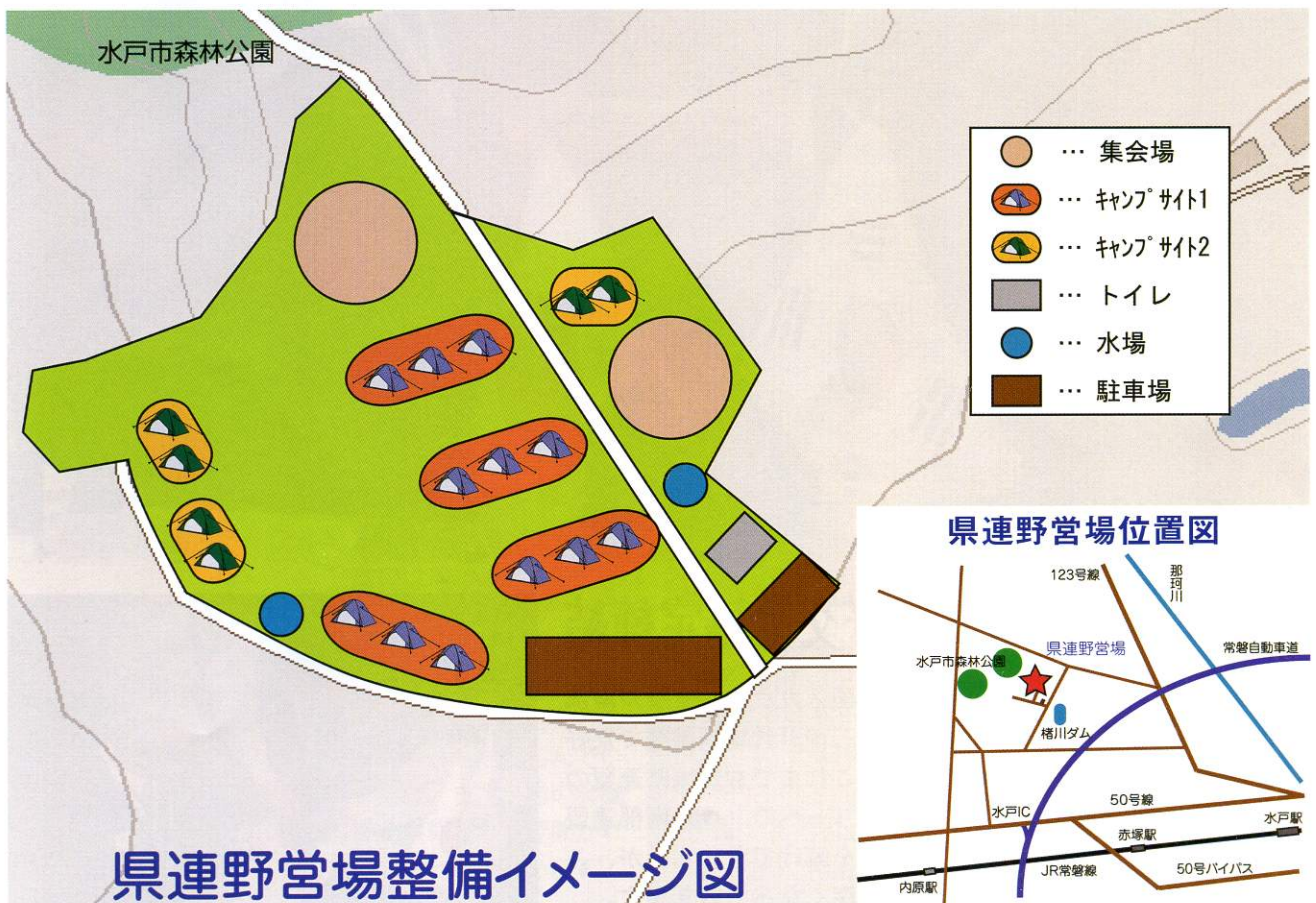 水戸市森林公園
… 集会場
… キャンプサイト1
… キャンプサイト2
… トイレ
… 水場
… 駐車場
県連野営場位置図
123号線
那珂川
県連野営場
常磐自動車道
水戸市森林公園
楮川ダム
50号線
水戸IC
水戸駅
赤塚駅
JR常磐線
50号バイパス
内原駅
県連野営場整備イメージ図